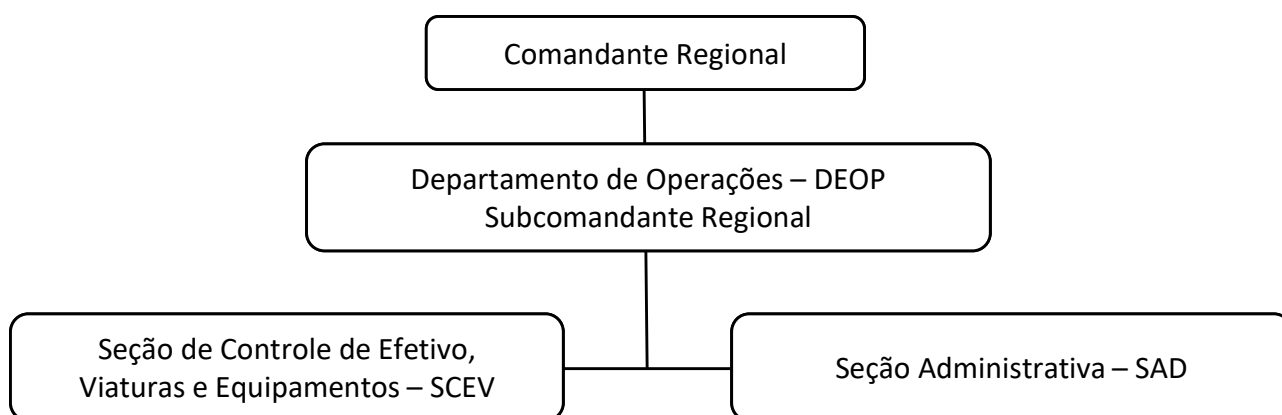 Comandante Regional
Departamento de Operações – DEOP
Subcomandante Regional
Seção de Controle de Efetivo,
Viaturas e Equipamentos – SCEV
Seção Administrativa – SAD